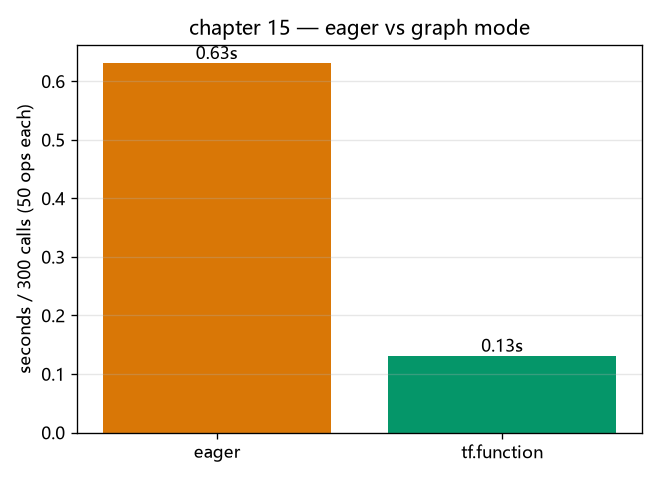 chapter 15 — eager vs graph mode
seconds / 300 calls (50 ops each)
0.6
0.5
0.4
0.3
0.2
0.1
0.0
0.63s
0.13s
eager
tf.function